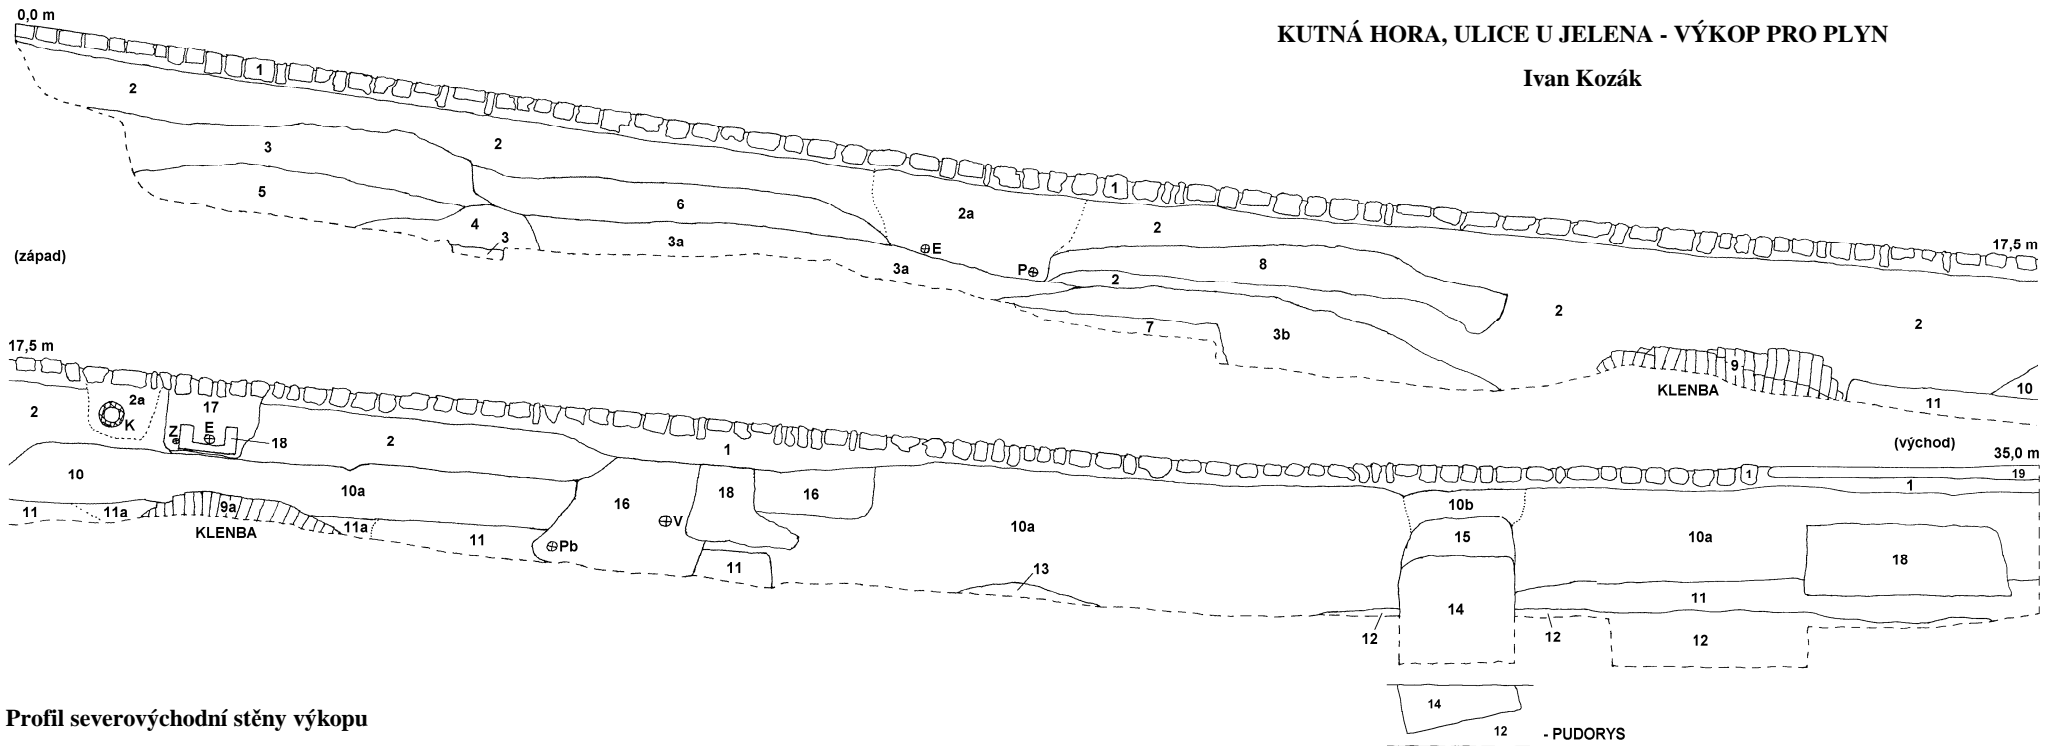 0,0 m
KUTNÁ HORA, ULICE U JELENA - VÝKOP PRO PLYN
Ivan Kozák
1
2
2
3
5
6
4
3
3a
2a
E
P
3a
1
2
8
2
7
3b
2
2
9
KLENBA
10
11
17,5 m
(západ)
17,5 m
2
2a
K
17
Z
E
18
2
1
10
10a
11
11a
9a
KLENBA
11a
11
16
V
Pb
18
16
11
10a
13
10b
15
14
12
12
12
10a
11
18
1
1
19
(východ)
35,0 m
14
12
- PUDORYS
Profil severovýchodní stěny výkopu